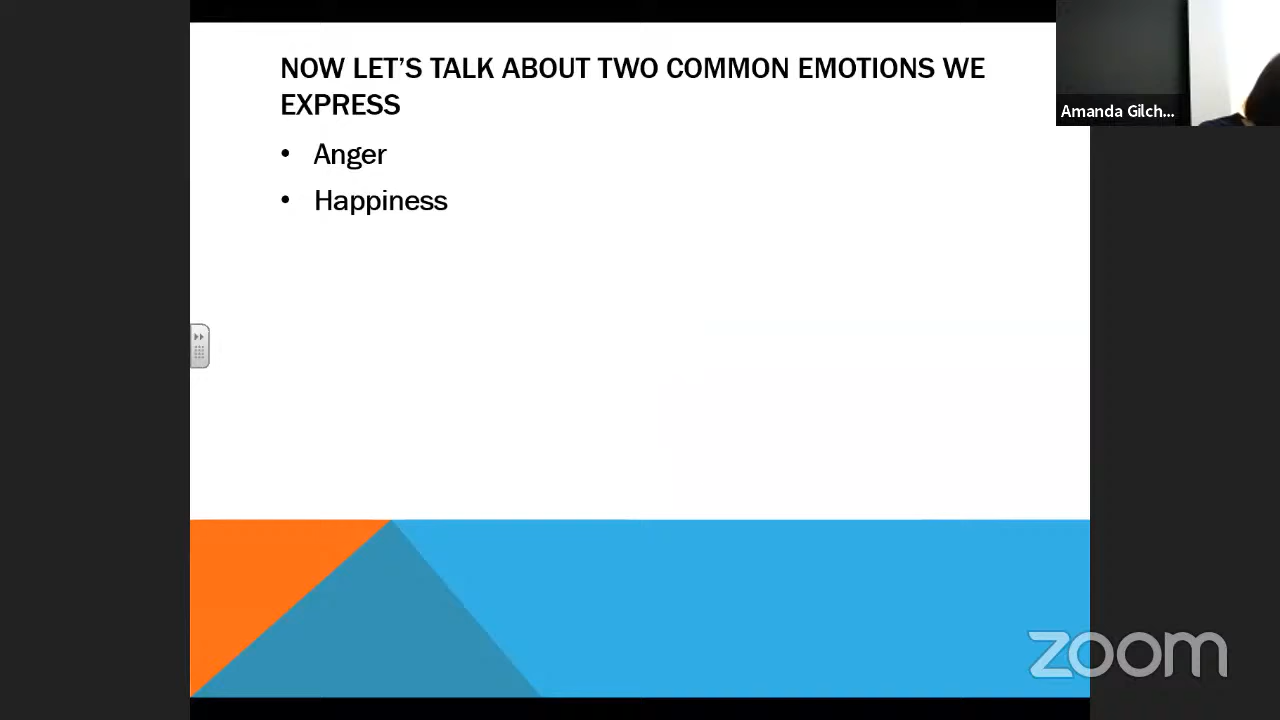 NOW LET’S TALK ABOUT TWO COMMON EMOTIONS WE
EXPRESS
• Anger
• Happiness
Amanda Gilch...
zoom